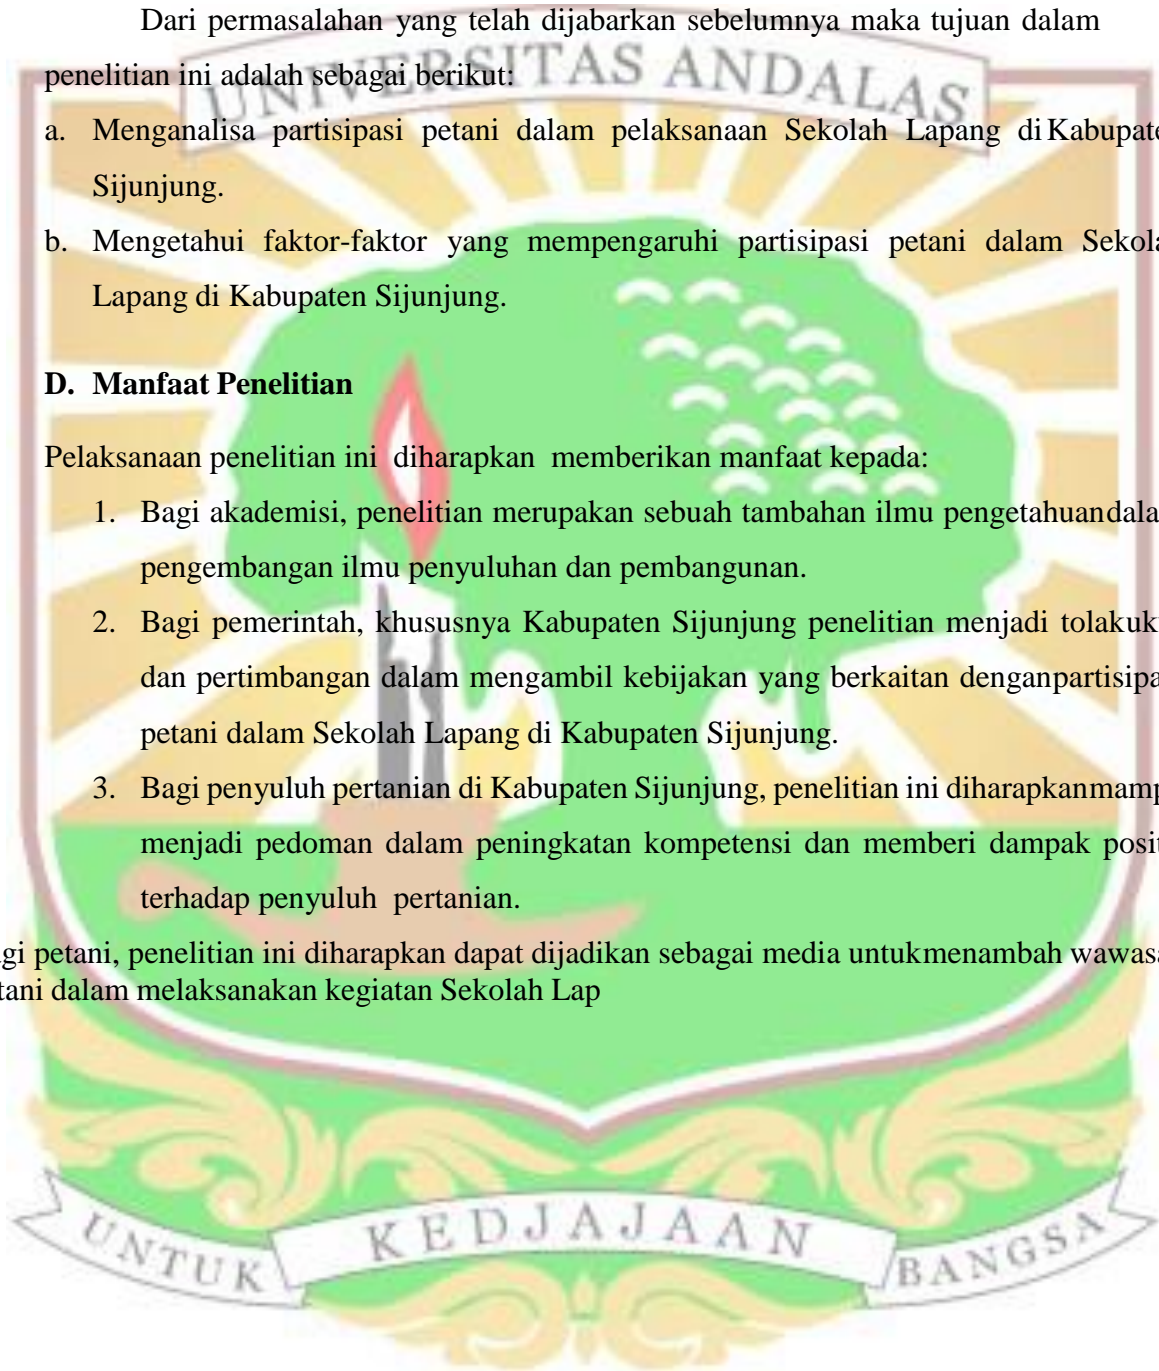 Dari permasalahan yang telah dijabarkan sebelumnya maka tujuan dalam
penelitian ini adalah sebagai berikut:
UNIVERSITAS ANDALAS
a. Menganalisa partisipasi petani dalam pelaksanaan Sekolah Lapang di Kabupate
Sijunjung.
b. Mengetahui faktor-faktor yang mempengaruhi partisipasi petani dalam Sekola
Lapang di Kabupaten Sijunjung.
D. Manfaat Penelitian
Pelaksanaan penelitian ini diharapkan memberikan manfaat kepada:
1. Bagi akademisi, penelitian merupakan sebuah tambahan ilmu pengetahuandala
pengembangan ilmu penyuluhan dan pembangunan.
2. Bagi pemerintah, khususnya Kabupaten Sijunjung penelitian menjadi tolakuk
dan pertimbangan dalam mengambil kebijakan yang berkaitan denganpartisipa
petani dalam Sekolah Lapang di Kabupaten Sijunjung.
3. Bagi penyuluh pertanian di Kabupaten Sijunjung, penelitian ini diharapkanmamp
menjadi pedoman dalam peningkatan kompetensi dan memberi dampak posit
terhadap penyuluh pertanian.
gi petani, penelitian ini diharapkan dapat dijadikan sebagai media untukmenambah wawasa
tani dalam melaksanakan kegiatan Sekolah Lap
UNTUK KEDJAJAAN BANGSA